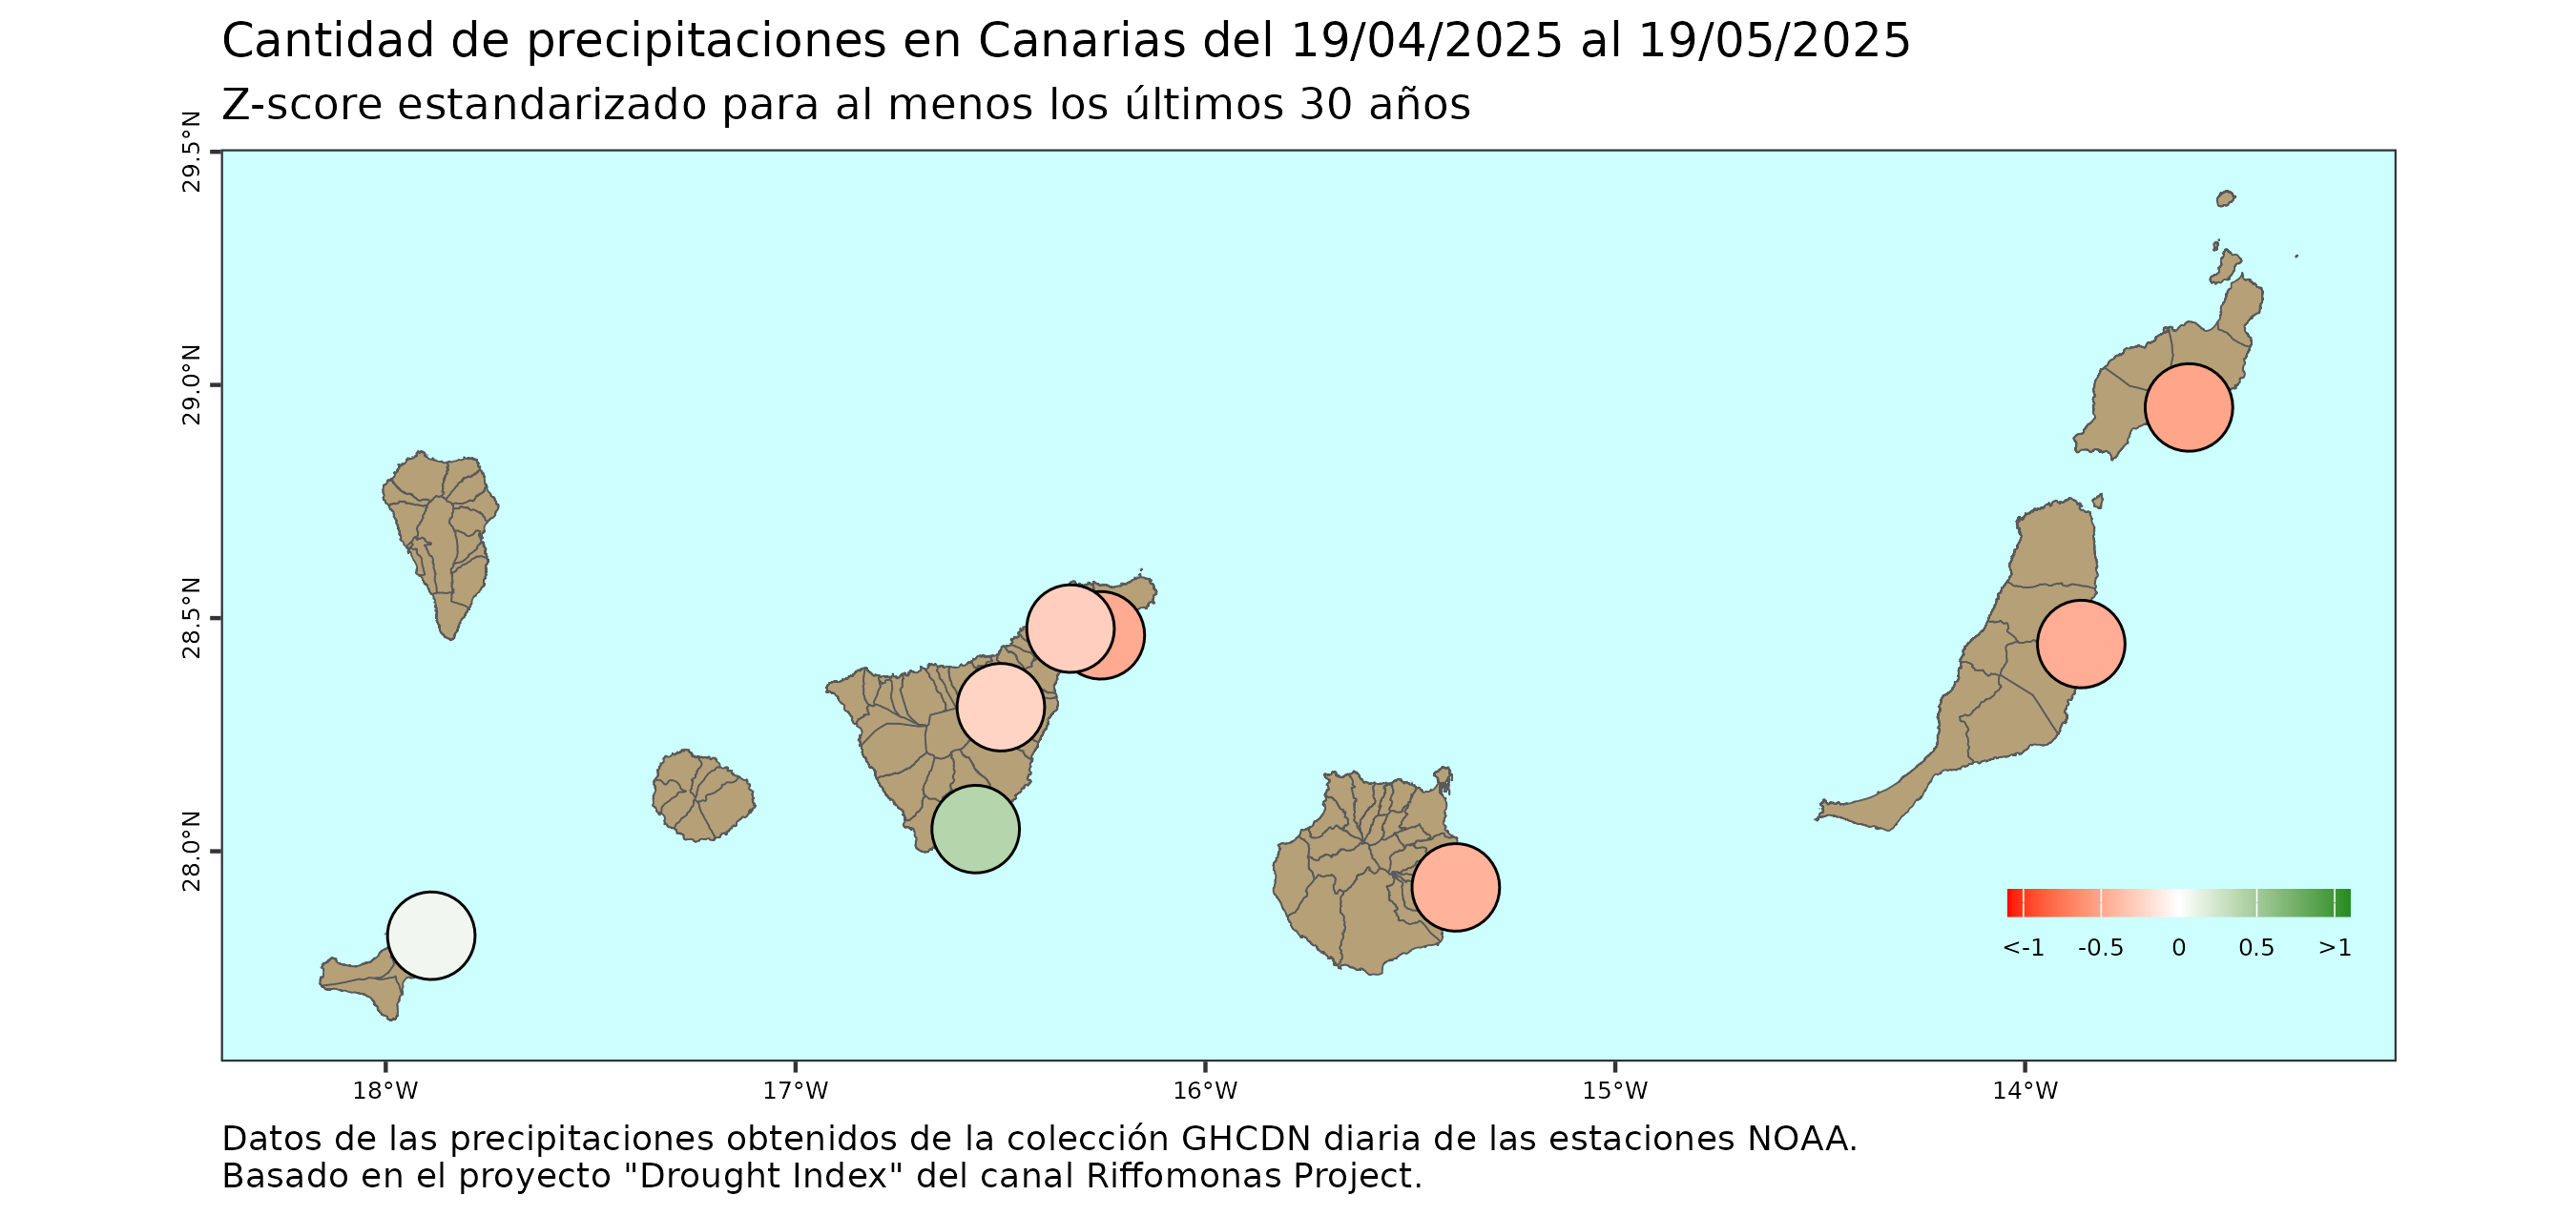 Cantidad de precipitaciones en Canarias del 19/04/2025 al 19/05/2025
Z-score estandarizado para al menos los últimos 30 años
29.5°N
29.0°N
28.5°N
28.0°N
<-1 -0.5 0 0.5 >1
18°W 17°W 16°W 15°W 14°W
Datos de las precipitaciones obtenidos de la colección GHCDN diaria de las estaciones NOAA.
Basado en el proyecto "Drought Index" del canal Riffomonas Project.